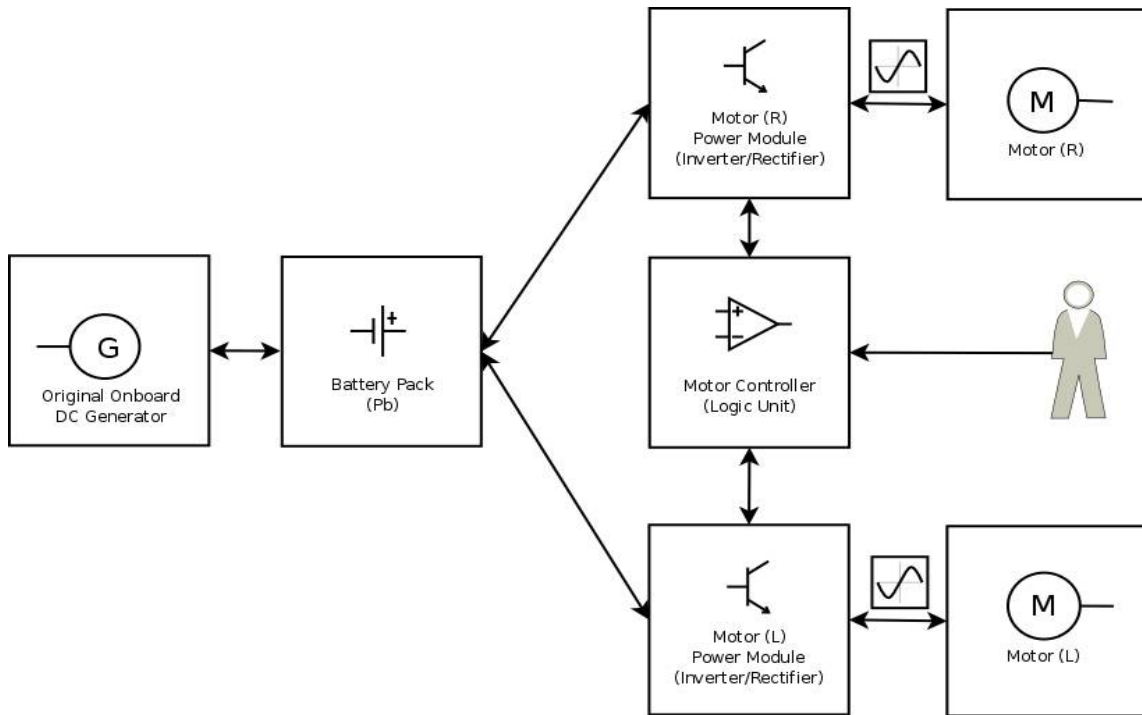 Motor (R)
Power Module
(Inverter/Rectifier)
M
Motor (R)
G
Original Onboard
DC Generator
+
Battery Pack
(Pb)
+
−
Motor Controller
(Logic Unit)
Motor (L)
Power Module
(Inverter/Rectifier)
M
Motor (L)